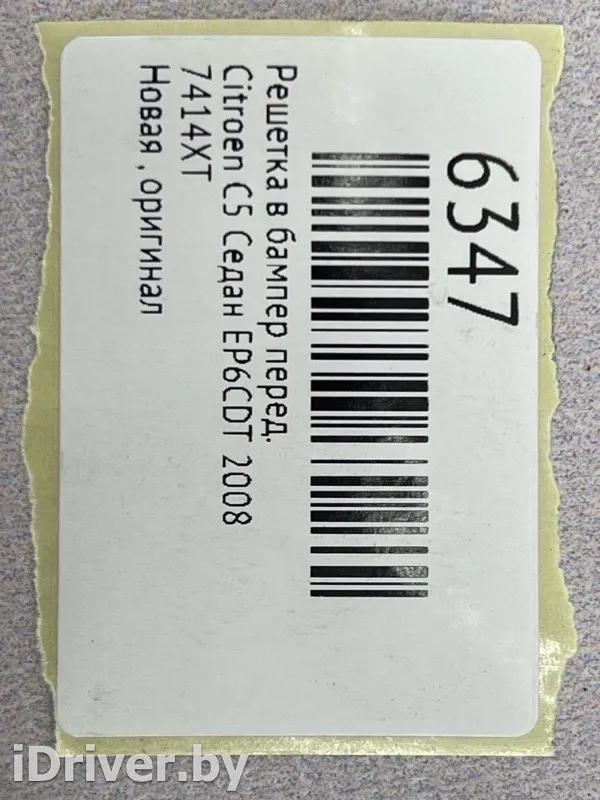 6347
Решетка в бампер перед.
Citroen C5 Седан EP6CDT 2008
7414XT
Новая , оригинал
iDriver.by